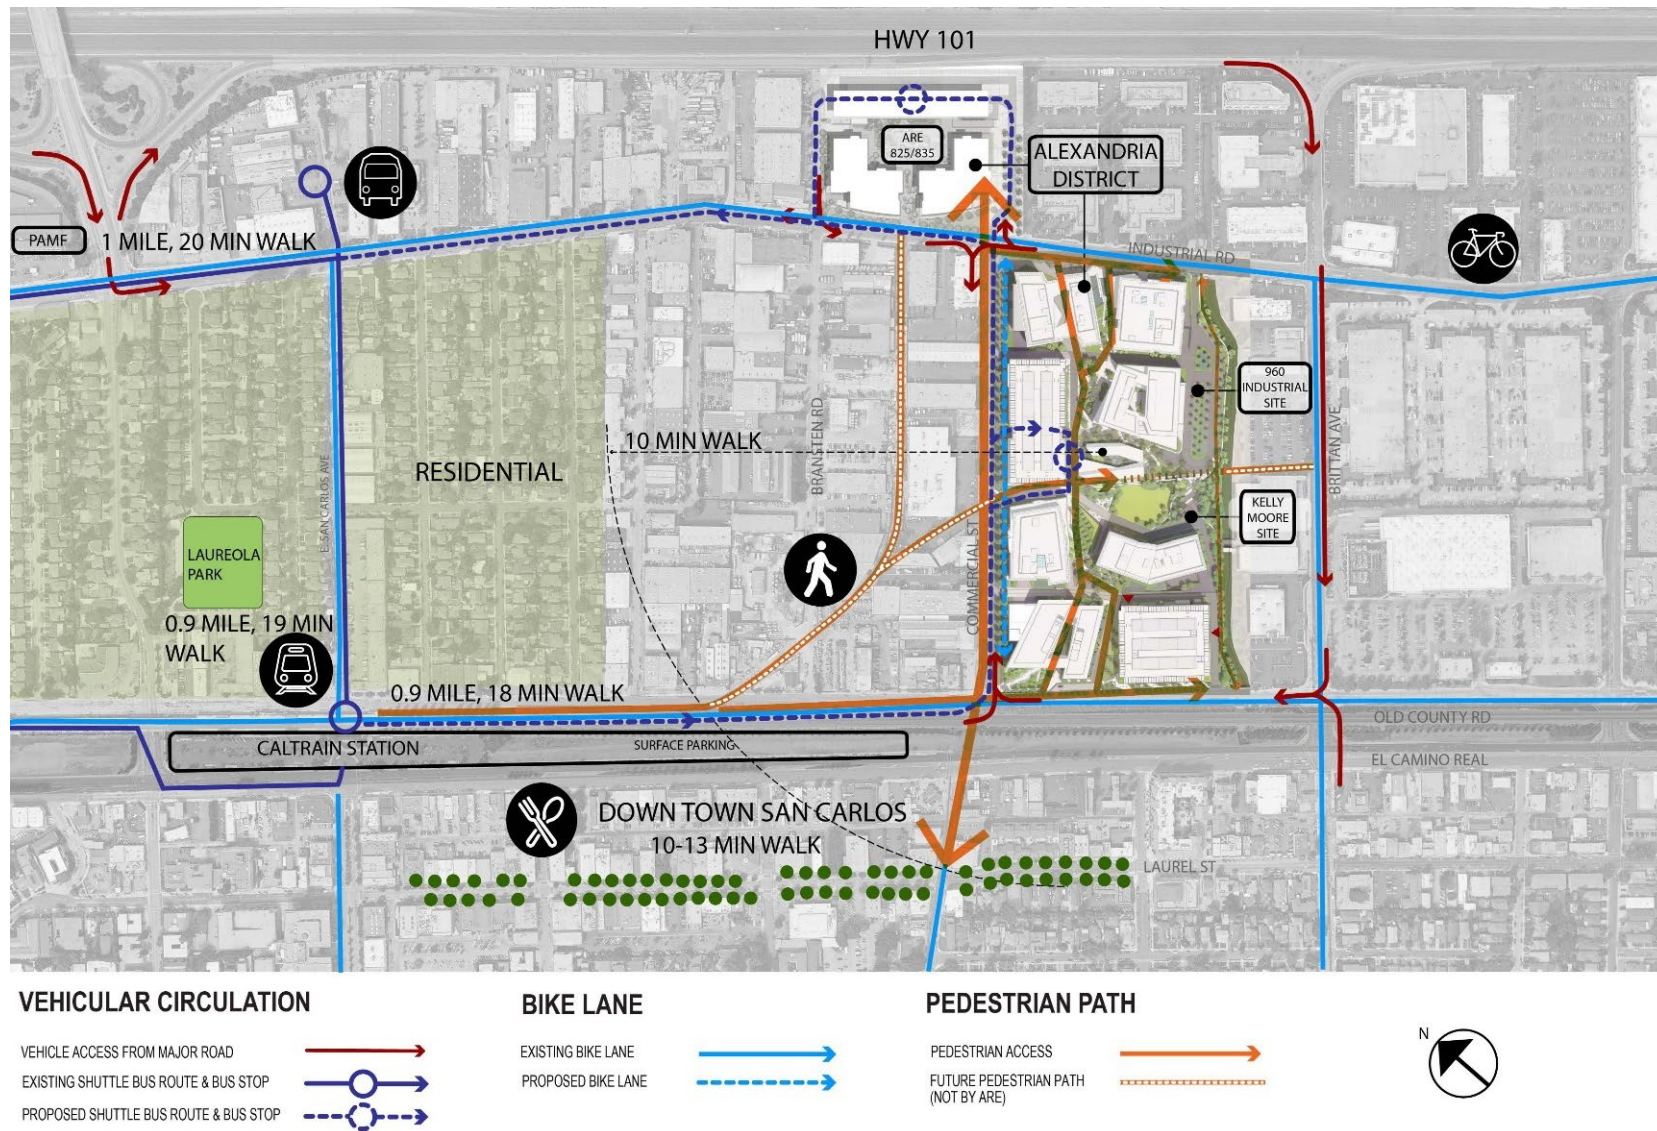 HWY 101
ARE
825/835
ALEXANDRIA
DISTRICT
PAMF
1 MILE, 20 MIN WALK
INDUSTRIAL RD
960
INDUSTRIAL
SITE
10 MIN WALK
RESIDENTIAL
BRANSTEN RD
BRITTAN AVE
E SAN CARLOS AVE
KELLY
MOORE
SITE
LAUREOLA
PARK
COMMERCIAL ST
0.9 MILE, 19 MIN
WALK
0.9 MILE, 18 MIN WALK
OLD COUNTY RD
CALTRAIN STATION
SURFACE PARKING
EL CAMINO REAL
DOWN TOWN SAN CARLOS
10-13 MIN WALK
LAUREL ST
VEHICULAR CIRCULATION
VEHICLE ACCESS FROM MAJOR ROAD
EXISTING SHUTTLE BUS ROUTE & BUS STOP
PROPOSED SHUTTLE BUS ROUTE & BUS STOP
BIKE LANE
EXISTING BIKE LANE
PROPOSED BIKE LANE
PEDESTRIAN PATH
PEDESTRIAN ACCESS
FUTURE PEDESTRIAN PATH
(NOT BY ARE)
N